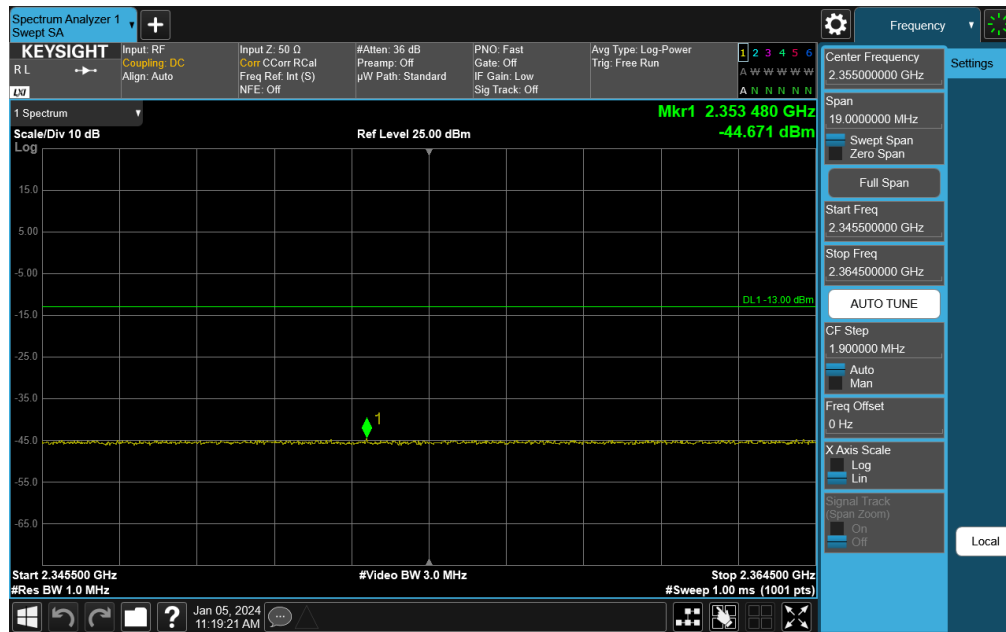 Spectrum Analyzer 1
Swept SA
Frequency
KEYSIGHT
R L
LXI
Input: RF
Coupling: DC
Align: Auto
Input Z: 50 Ω
Corr CCorr RCal
Freq Ref: Int (S)
NFE: Off
#Atten: 36 dB
Preamp: Off
µW Path: Standard
PNO: Fast
Gate: Off
IF Gain: Low
Sig Track: Off
Avg Type: Log-Power
Trig: Free Run
1 2 3 4 5 6
A W W W W W
A N N N N N
1 Spectrum
Scale/Div 10 dB
Log
Ref Level 25.00 dBm
Mkr1 2.353 480 GHz
-44.671 dBm
15.0
5.00
-5.00
DL1 -13.00 dBm
-15.0
-25.0
-35.0
1
-45.0
-55.0
-65.0
Start 2.345500 GHz
#Res BW 1.0 MHz
#Video BW 3.0 MHz
Stop 2.364500 GHz
#Sweep 1.00 ms (1001 pts)
Center Frequency
2.355000000 GHz
Span
19.0000000 MHz
Swept Span
Zero Span
Full Span
Start Freq
2.345500000 GHz
Stop Freq
2.364500000 GHz
AUTO TUNE
CF Step
1.900000 MHz
Auto
Man
Freq Offset
0 Hz
X Axis Scale
Log
Lin
Signal Track
(Span Zoom)
On
Off
Settings
Local
?
Jan 05, 2024
11:19:21 AM